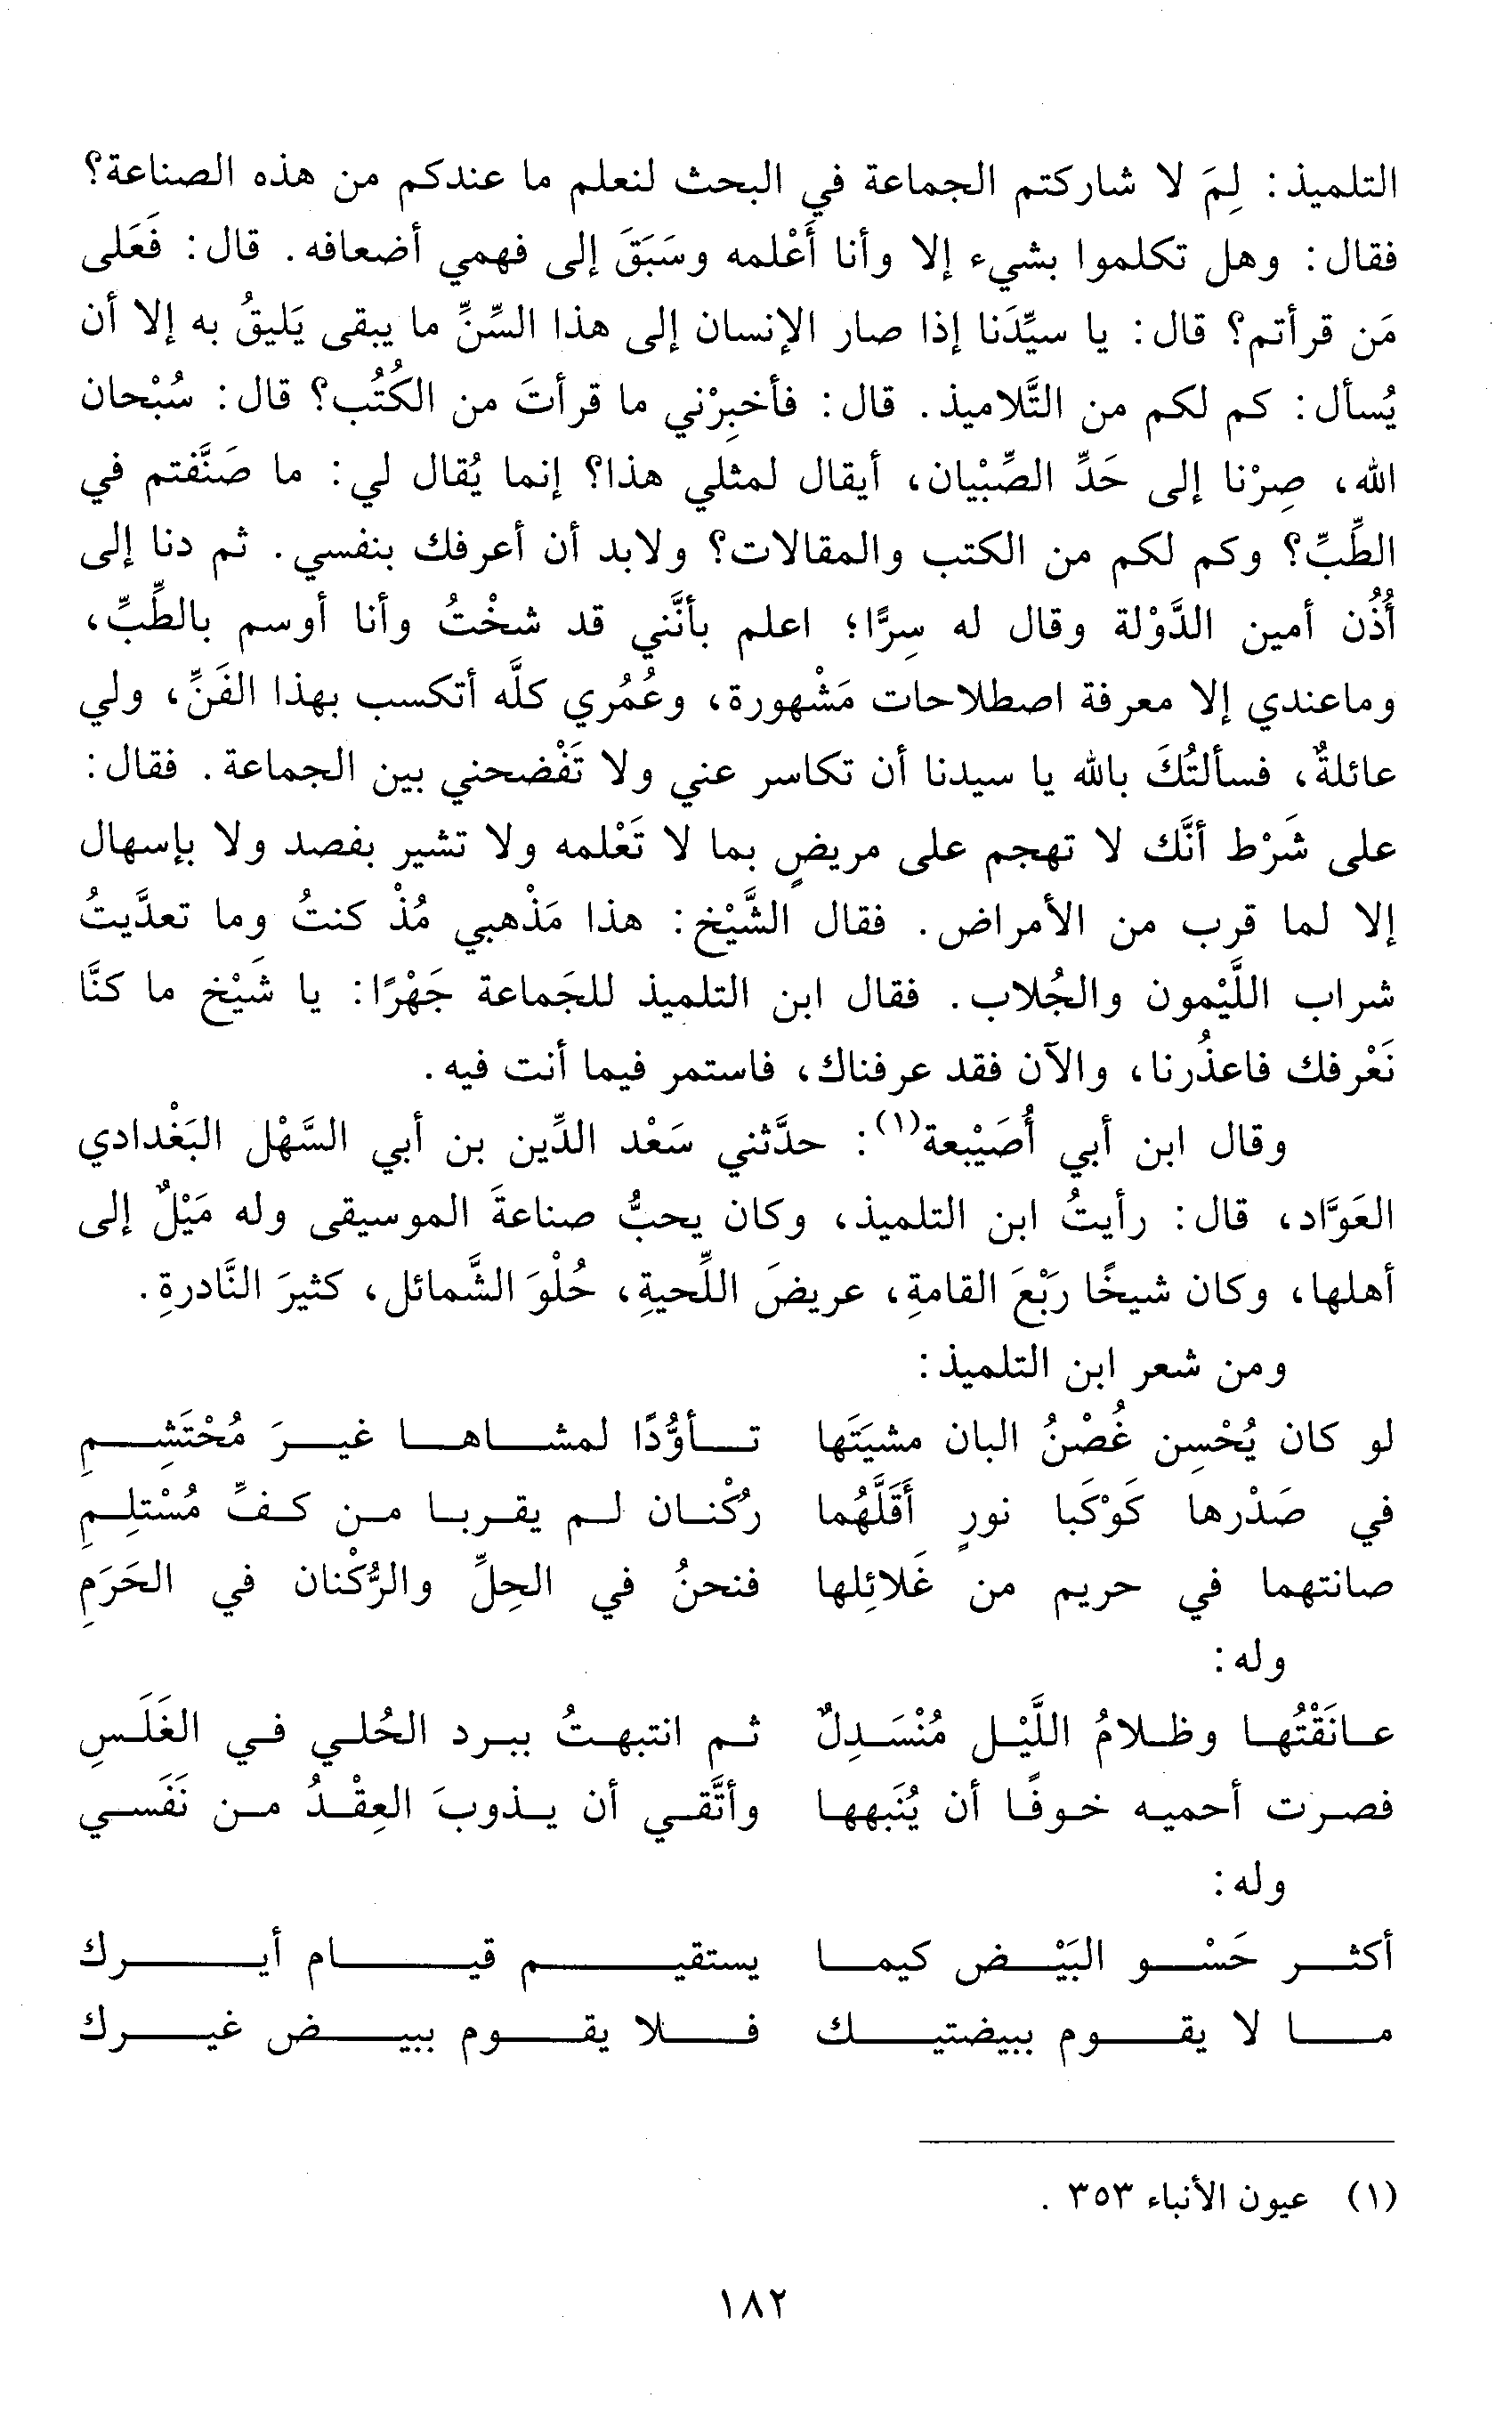 التلميذ: لِمَ لا شاركتم الجماعة في البحث لنعلم ما عندكم من هذه الصناعة؟
فقال: وهل تكلموا بشيء إلا وأنا أَعْلمه وسَبَقَ إلى فهمي أضعافه. قال: فَعَلى
مَن قرأتم؟ قال: يا سيِّدَنا إذا صار الإنسان إلى هذا السِّنِّ ما يبقى يَليقُ به إلا أن
يُسأل: كم لكم من التَّلاميذ. قال: فأخبِرْني ما قرأتَ من الكُتُب؟ قال: سُبْحان
الله، صِرْنا إلى حَدِّ الصِّبْيان، أيقال لمثلي هذا؟ إنما يُقال لي: ما صَنَّفتم في
الطِّبِّ؟ وكم لكم من الكتب والمقالات؟ ولابد أن أعرفك بنفسي. ثم دنا إلى
أُذُن أمين الدَّوْلة وقال له سِرًّا؛ اعلم بأنَّني قد شخْتُ وأنا أوسم بالطِّبِّ،
وماعندي إلا معرفة اصطلاحات مَشْهورة، وعُمُري كلَّه أتكسب بهذا الفَنِّ، ولي
عائلةٌ، فسألتُكَ بالله يا سيدنا أن تكاسر عني ولا تَفْضحني بين الجماعة. فقال:
على شَرْط أنَّك لا تهجم على مريضٍ بما لا تَعْلمه ولا تشير بفصد ولا بإسهال
إلا لما قرب من الأمراض. فقال الشَّيْخ: هذا مَذْهبي مُذْ كنتُ وما تعدَّيتُ
شراب اللَّيْمون والجُلاب. فقال ابن التلميذ للجَماعة جَهْرًا: يا شَيْخ ما كنَّا
نَعْرفك فاعذُرنا، والآن فقد عرفناك، فاستمر فيما أنت فيه.
وقال ابن أبي أُصَيْبعة(١): حدَّثني سَعْد الدِّين بن أبي السَّهْل البَغْدادي
العَوَّاد، قال: رأيتُ ابن التلميذ، وكان يحبُّ صناعةَ الموسيقى وله مَيْلٌ إلى
أهلها، وكان شيخًا رَبْعَ القامةِ، عريضَ اللِّحيةِ، حُلْوَ الشَّمائل، كثيرَ النَّادرةِ.
ومن شعر ابن التلميذ:
لو كان يُحْسِن غُصْنُ البان مشيَتَها تأوُّدًا لمشاها غيرَ مُحْتَشِمِ
في صَدْرها كَوْكَبا نورٍ أَقَلَّهُما رُكْنان لم يقربا من كفِّ مُسْتلِمِ
صانتهما في حريم من غَلائِلها فنحنُ في الحِلِّ والرُّكْنان في الحَرَمِ
وله:
عانَقْتُها وظلامُ اللَّيْل مُنْسَدِلٌ ثم انتبهتُ ببرد الحُلي في الغَلَسِ
فصرت أحميه خوفًا أن يُنَبهها وأتَّقي أن يذوبَ العِقْدُ من نَفَسي
وله:
أكثر حَسْو البَيْض كيما يستقيم قيام أيرك
ما لا يقوم ببيضتيك فلا يقوم ببيض غيرك
(١) عيون الأنباء ٣٥٣ .
١٨٢